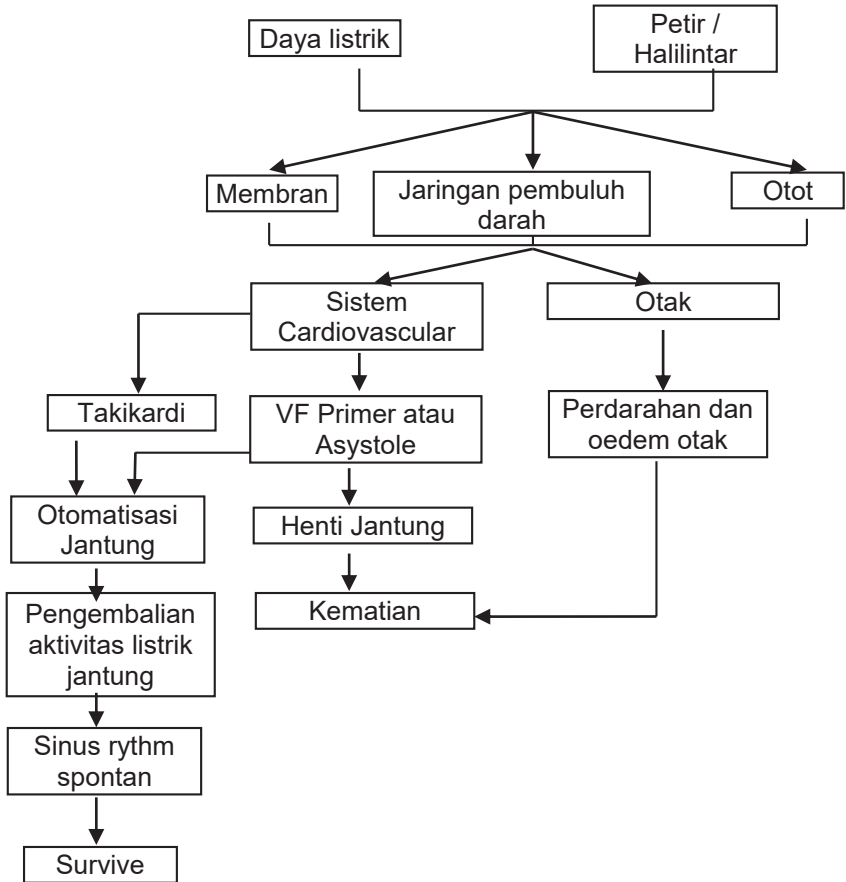 Daya listrik
Petir /
Halilintar
Membran
Jaringan pembuluh
darah
Otot
Sistem
Cardiovascular
Otak
Takikardi
VF Primer atau
Asystole
Perdarahan dan
oedem otak
Otomatisasi
Jantung
Henti Jantung
Pengembalian
aktivitas listrik
jantung
Kematian
Sinus rythm
spontan
Survive